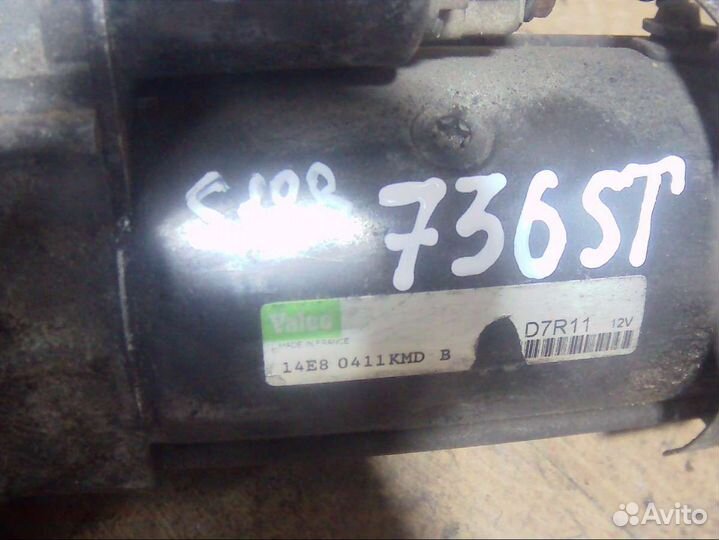 736ST
Valeo
MADE IN FRANCE
D7R11 12V
14E8 0411KMD B
Avito